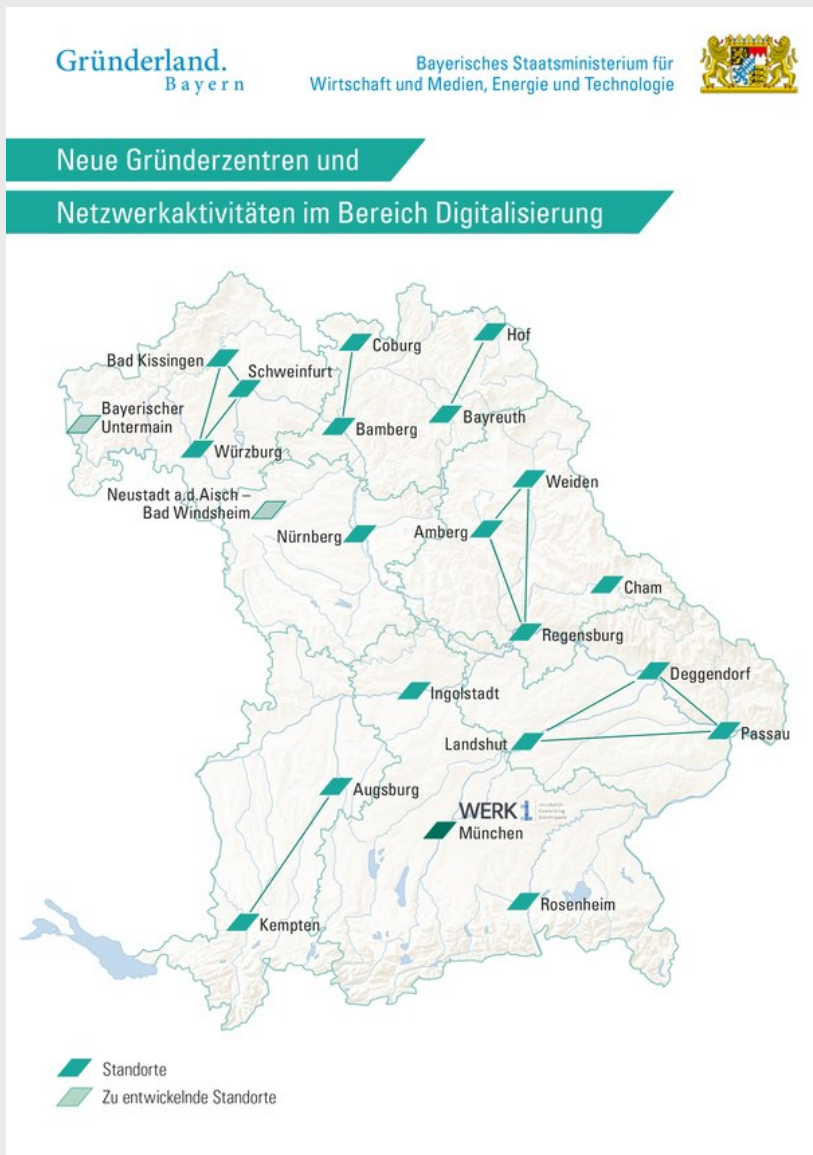 Gründerland.
Bayern
Bayerisches Staatsministerium für
Wirtschaft und Medien, Energie und Technologie
Neue Gründerzentren und
Netzwerkaktivitäten im Bereich Digitalisierung
Hof
Coburg
Bad Kissingen
Schweinfurt
Bayerischer
Untermain
Bayreuth
Bamberg
Würzburg
Weiden
Neustadt a.d.Aisch –
Bad Windsheim
Nürnberg
Amberg
Cham
Regensburg
Deggendorf
Ingolstadt
Passau
Landshut
Augsburg
WERK1
München
Rosenheim
Kempten
Standorte
Zu entwickelnde Standorte